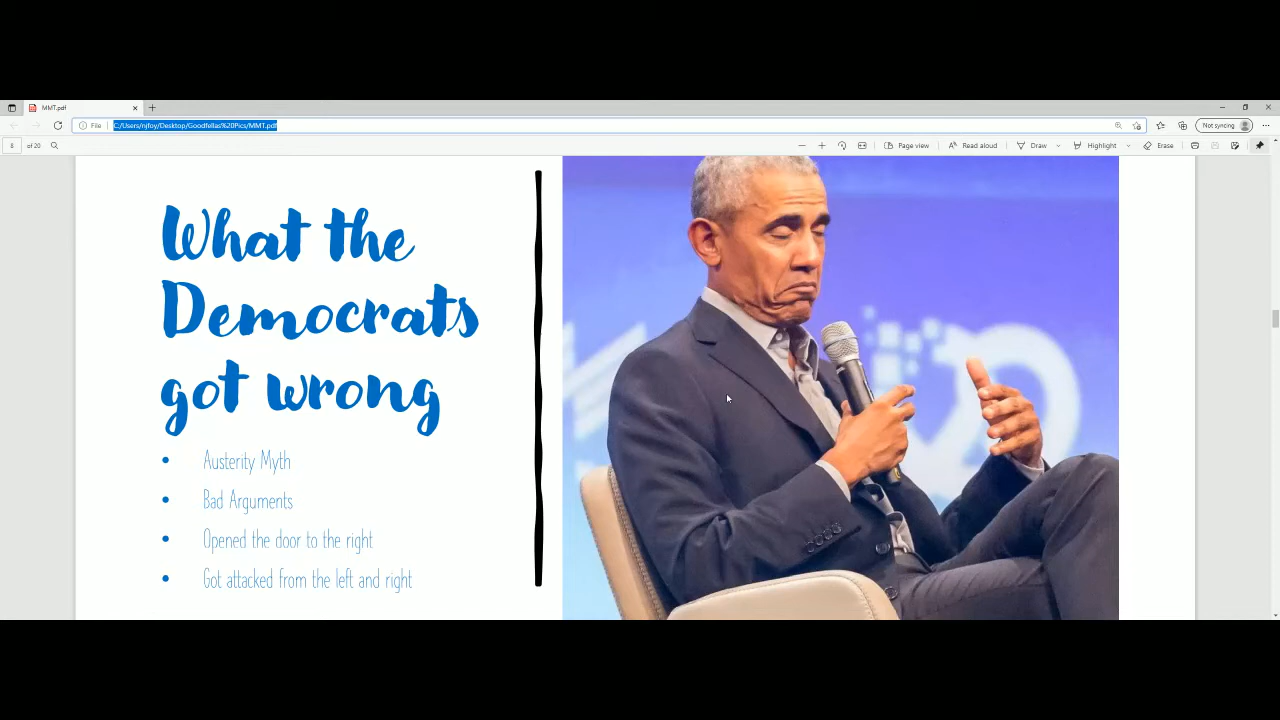 MMT.pdf
File
C:/Users/njfoy/Desktop/Goodfellas%20Pics/MMT.pdf
Not syncing
8 of 20
Page view
Read aloud
Draw
Highlight
Erase
What the
Democrats
got wrong
• Austerity Myth
• Bad Arguments
• Opened the door to the right
• Got attacked from the left and right